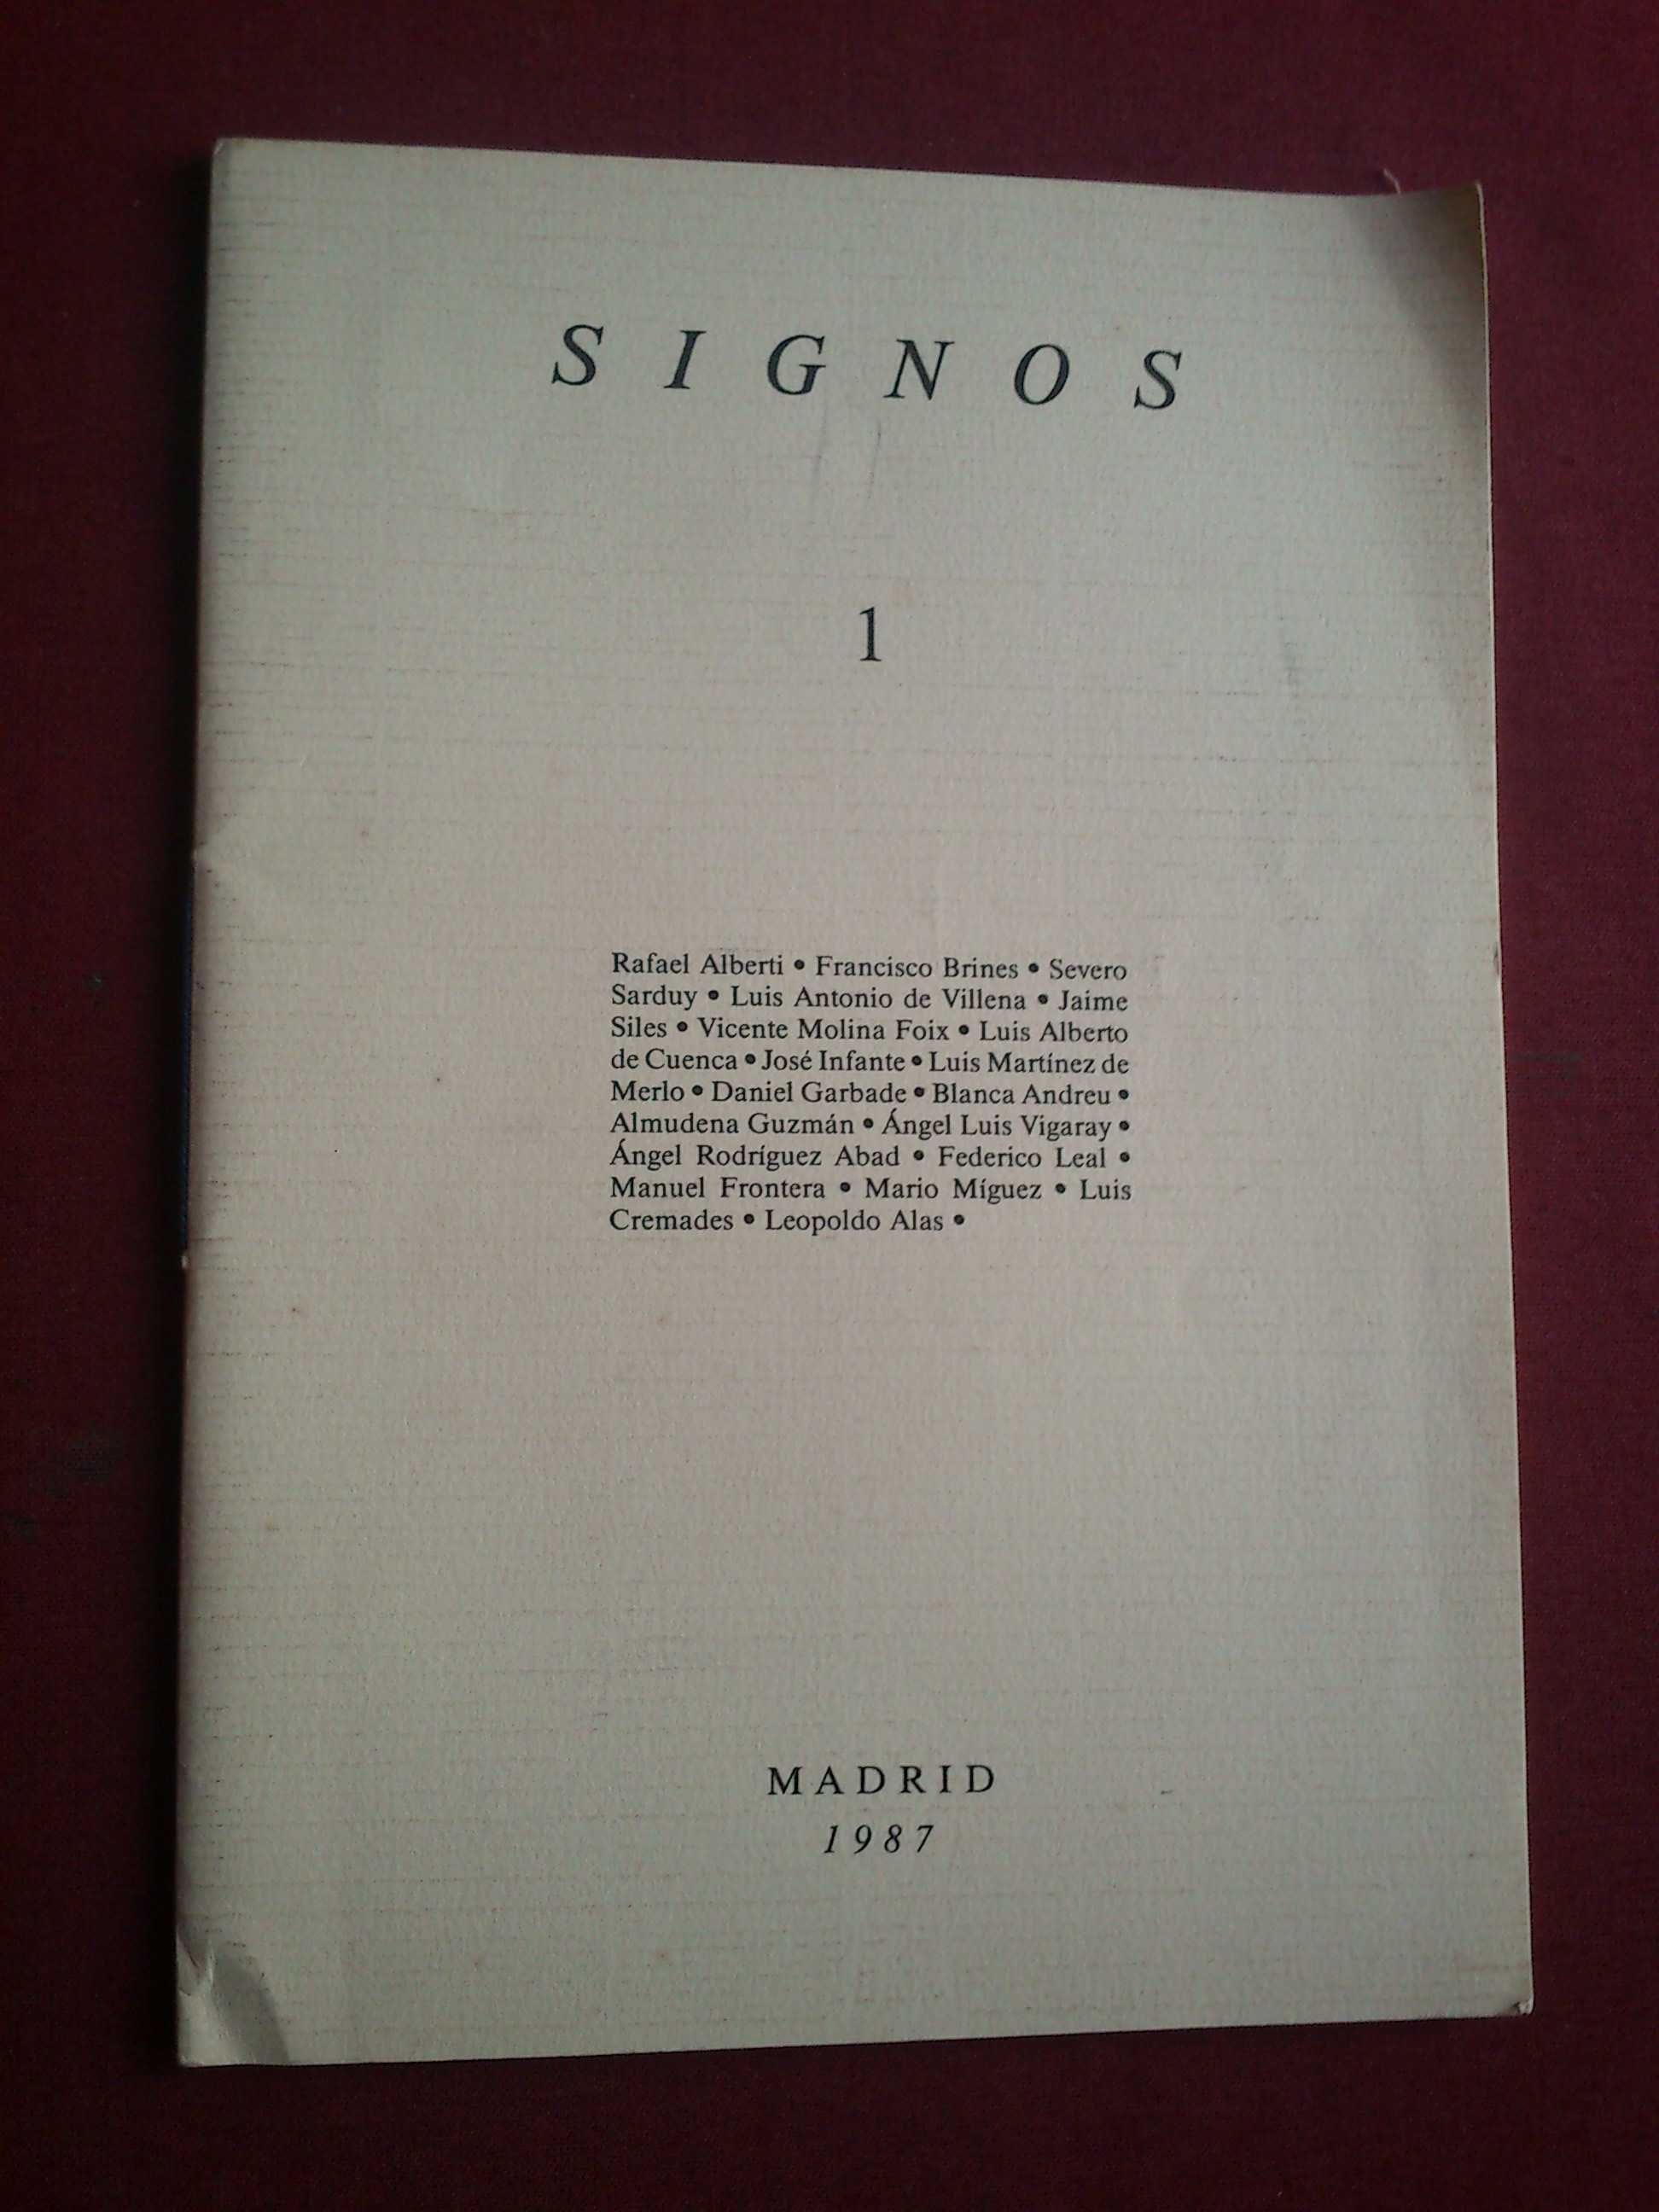 SIGNOS
1
Rafael Alberti • Francisco Brines • Severo
Sarduy • Luis Antonio de Villena • Jaime
Siles • Vicente Molina Foix • Luis Alberto
de Cuenca • José Infante • Luis Martínez de
Merlo • Daniel Garbade • Blanca Andreu •
Almudena Guzmán • Ángel Luis Vigaray •
Ángel Rodríguez Abad • Federico Leal •
Manuel Frontera • Mario Míguez • Luis
Cremades • Leopoldo Alas •
MADRID
1987